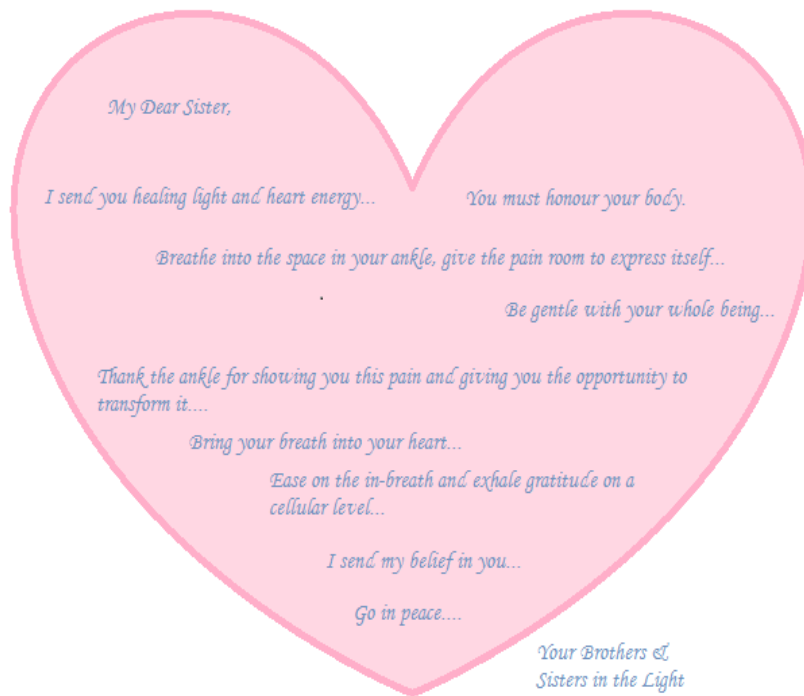 My Dear Sister,
I send you healing light and heart energy...
You must honour your body.
Breathe into the space in your ankle, give the pain room to express itself...
Be gentle with your whole being...
Thank the ankle for showing you this pain and giving you the opportunity to
transform it....
Bring your breath into your heart...
Ease on the in-breath and exhale gratitude on a
cellular level...
I send my belief in you...
Go in peace....
Your Brothers &
Sisters in the Light